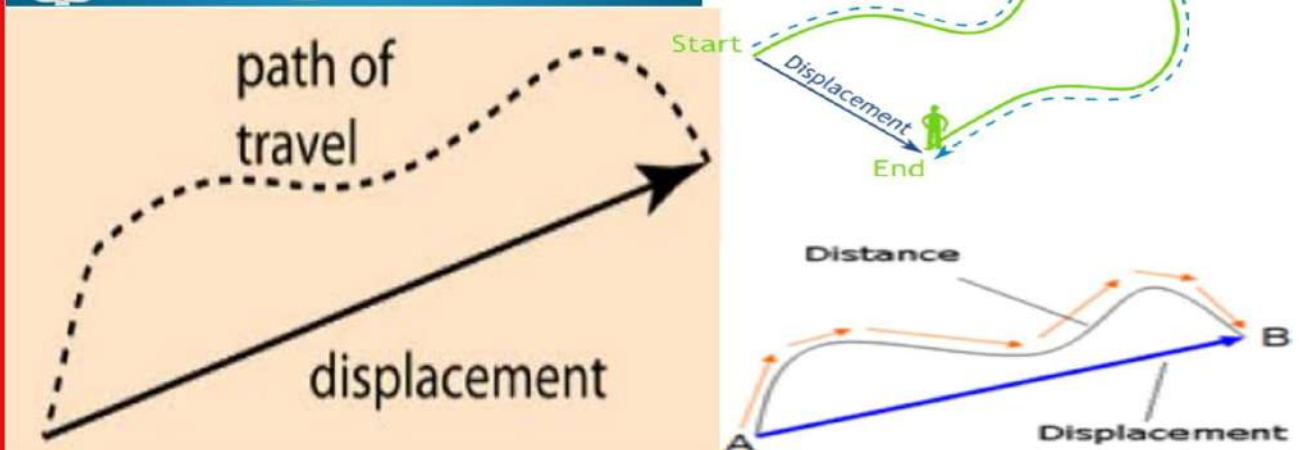 path of
travel
displacement
Start
Displacement
End
Distance
A
B
Displacement